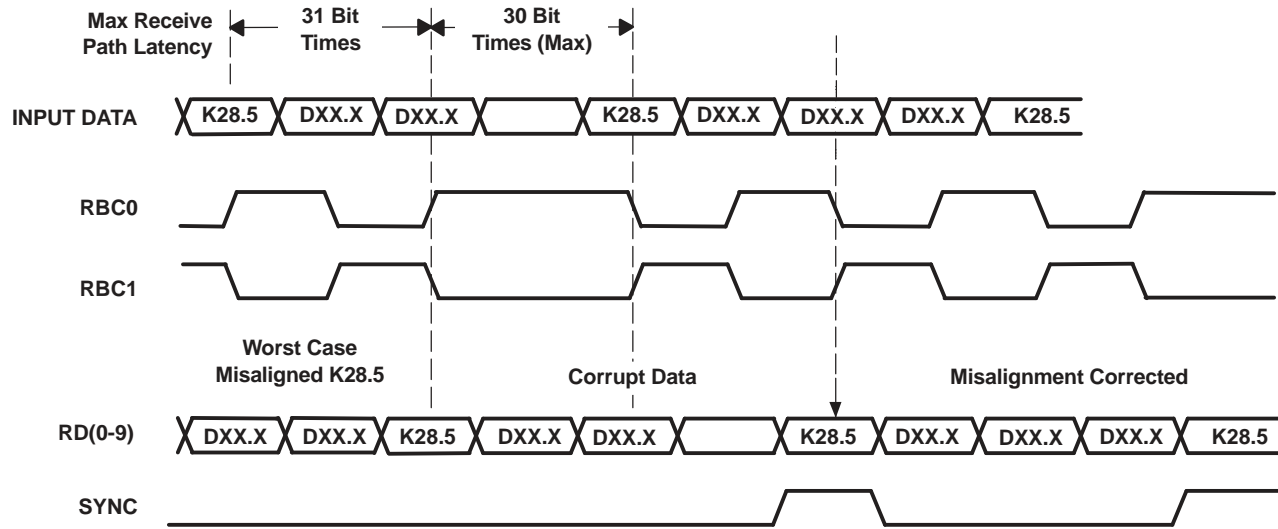 Max Receive
Path Latency
31 Bit
Times
30 Bit
Times (Max)
INPUT DATA
K28.5
DXX.X
DXX.X
K28.5
DXX.X
DXX.X
DXX.X
K28.5
RBC0
RBC1
Worst Case
Misaligned K28.5
Corrupt Data
Misalignment Corrected
RD(0-9)
DXX.X
DXX.X
K28.5
DXX.X
DXX.X
K28.5
DXX.X
DXX.X
DXX.X
K28.5
SYNC